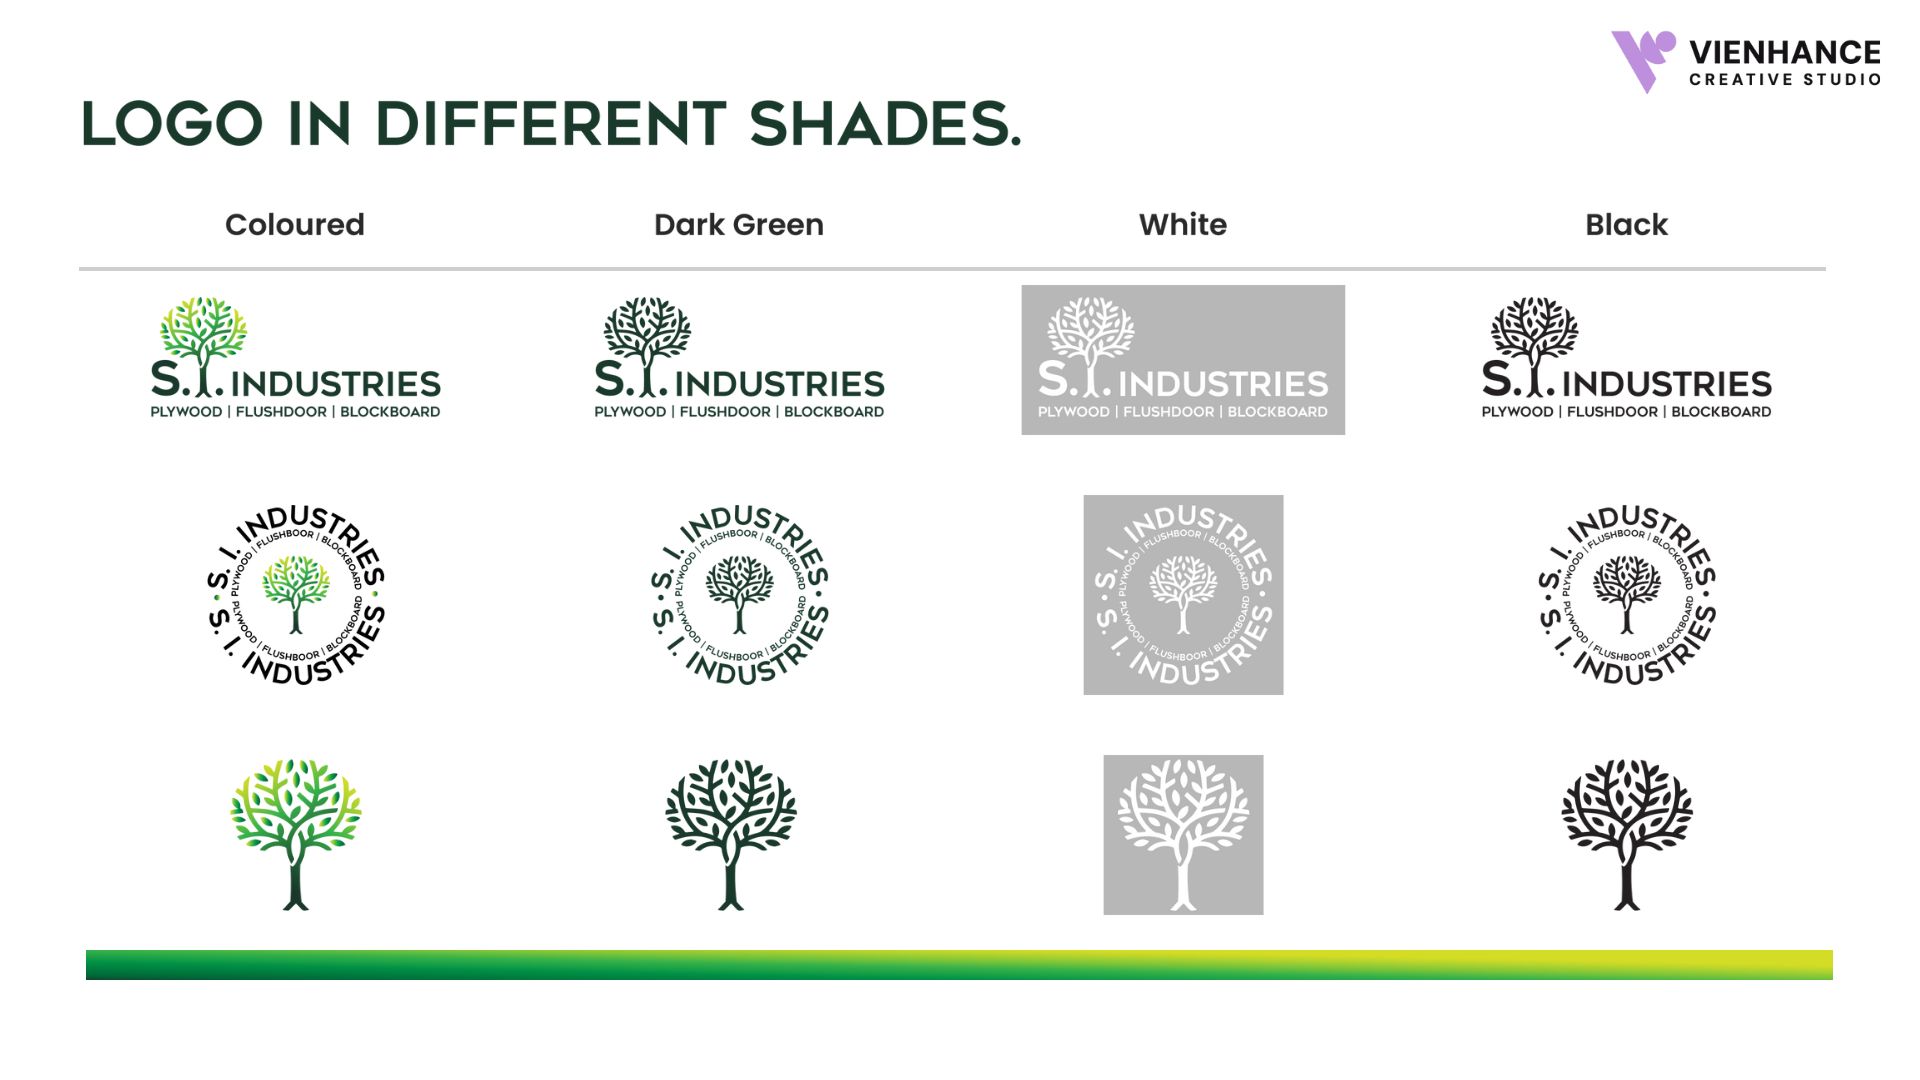 VIENHANCE
CREATIVE STUDIO
LOGO IN DIFFERENT SHADES.
Coloured
Dark Green
White
Black
S.I. INDUSTRIES
PLYWOOD | FLUSHDOOR | BLOCKBOARD
S.I. INDUSTRIES
PLYWOOD | FLUSHDOOR | BLOCKBOARD
S.I. INDUSTRIES
PLYWOOD | FLUSHDOOR | BLOCKBOARD
S.I. INDUSTRIES
PLYWOOD | FLUSHDOOR | BLOCKBOARD
S. I. INDUSTRIES
PLYWOOD | FLUSHBOOR | BLOCKBOARD
PLYWOOD | FLUSHBOOR | BLOCKBOARD
S. I. INDUSTRIES
S. I. INDUSTRIES
PLYWOOD | FLUSHBOOR | BLOCKBOARD
PLYWOOD | FLUSHBOOR | BLOCKBOARD
S. I. INDUSTRIES
S. I. INDUSTRIES
PLYWOOD | FLUSHBOOR | BLOCKBOARD
PLYWOOD | FLUSHBOOR | BLOCKBOARD
S. I. INDUSTRIES
S. I. INDUSTRIES
PLYWOOD | FLUSHBOOR | BLOCKBOARD
PLYWOOD | FLUSHBOOR | BLOCKBOARD
S. I. INDUSTRIES